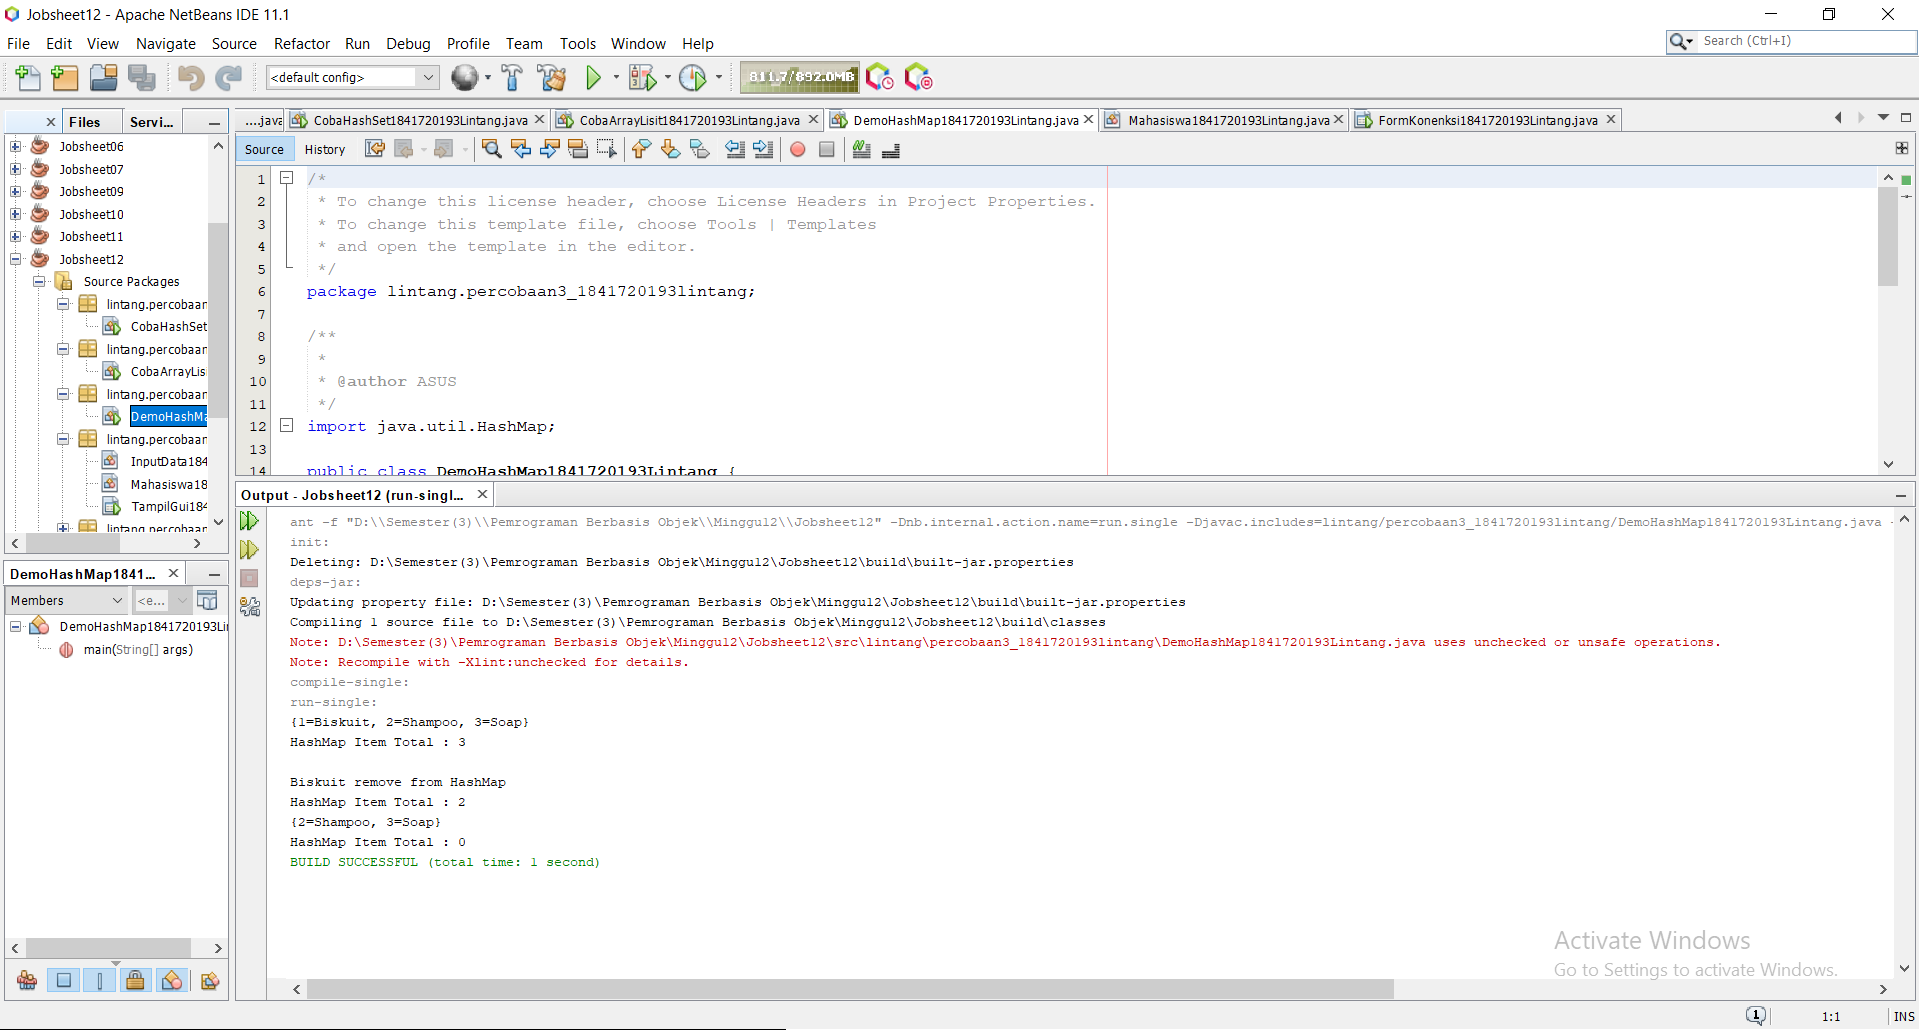 Jobsheet12 - Apache NetBeans IDE 11.1
File Edit View Navigate Source Refactor Run Debug Profile Team Tools Window Help
Search (Ctrl+I)
<default config>
811.7/892.0MB
Files Servi...
....java CobaHashSet1841720193Lintang.java CobaArrayLisit1841720193Lintang.java DemoHashMap1841720193Lintang.java Mahasiswa1841720193Lintang.java FormKonenksi1841720193Lintang.java
Source History
Jobsheet06
Jobsheet07
Jobsheet09
Jobsheet10
Jobsheet11
Jobsheet12
Source Packages
lintang.percobaan
CobaHashSet
lintang.percobaan
CobaArrayLis
lintang.percobaan
DemoHashMa
lintang.percobaan
InputData184
Mahasiswa18
TampilGui184
lintang.percobaan
1 /*
2 * To change this license header, choose License Headers in Project Properties.
3 * To change this template file, choose Tools | Templates
4 * and open the template in the editor.
5 */
6 package lintang.percobaan3_1841720193lintang;
7
8 /**
9 *
10 * @author ASUS
11 */
12 import java.util.HashMap;
13
14 public class DemoHashMap1841720193Lintang {
DemoHashMap1841...
Members <e...
DemoHashMap1841720193Li
main(String[] args)
Output - Jobsheet12 (run-singl...
ant -f "D:\\Semester(3)\\Pemrograman Berbasis Objek\\Minggu12\\Jobsheet12" -Dnb.internal.action.name=run.single -Djavac.includes=lintang/percobaan3_1841720193lintang/DemoHashMap1841720193Lintang.java -
init:
Deleting: D:\Semester(3)\Pemrograman Berbasis Objek\Minggu12\Jobsheet12\build\built-jar.properties
deps-jar:
Updating property file: D:\Semester(3)\Pemrograman Berbasis Objek\Minggu12\Jobsheet12\build\built-jar.properties
Compiling 1 source file to D:\Semester(3)\Pemrograman Berbasis Objek\Minggu12\Jobsheet12\build\classes
Note: D:\Semester(3)\Pemrograman Berbasis Objek\Minggu12\Jobsheet12\src\lintang\percobaan3_1841720193lintang\DemoHashMap1841720193Lintang.java uses unchecked or unsafe operations.
Note: Recompile with -Xlint:unchecked for details.
compile-single:
run-single:
{1=Biskuit, 2=Shampoo, 3=Soap}
HashMap Item Total : 3
Biskuit remove from HashMap
HashMap Item Total : 2
{2=Shampoo, 3=Soap}
HashMap Item Total : 0
BUILD SUCCESSFUL (total time: 1 second)
Activate Windows
Go to Settings to activate Windows.
1 1:1 INS